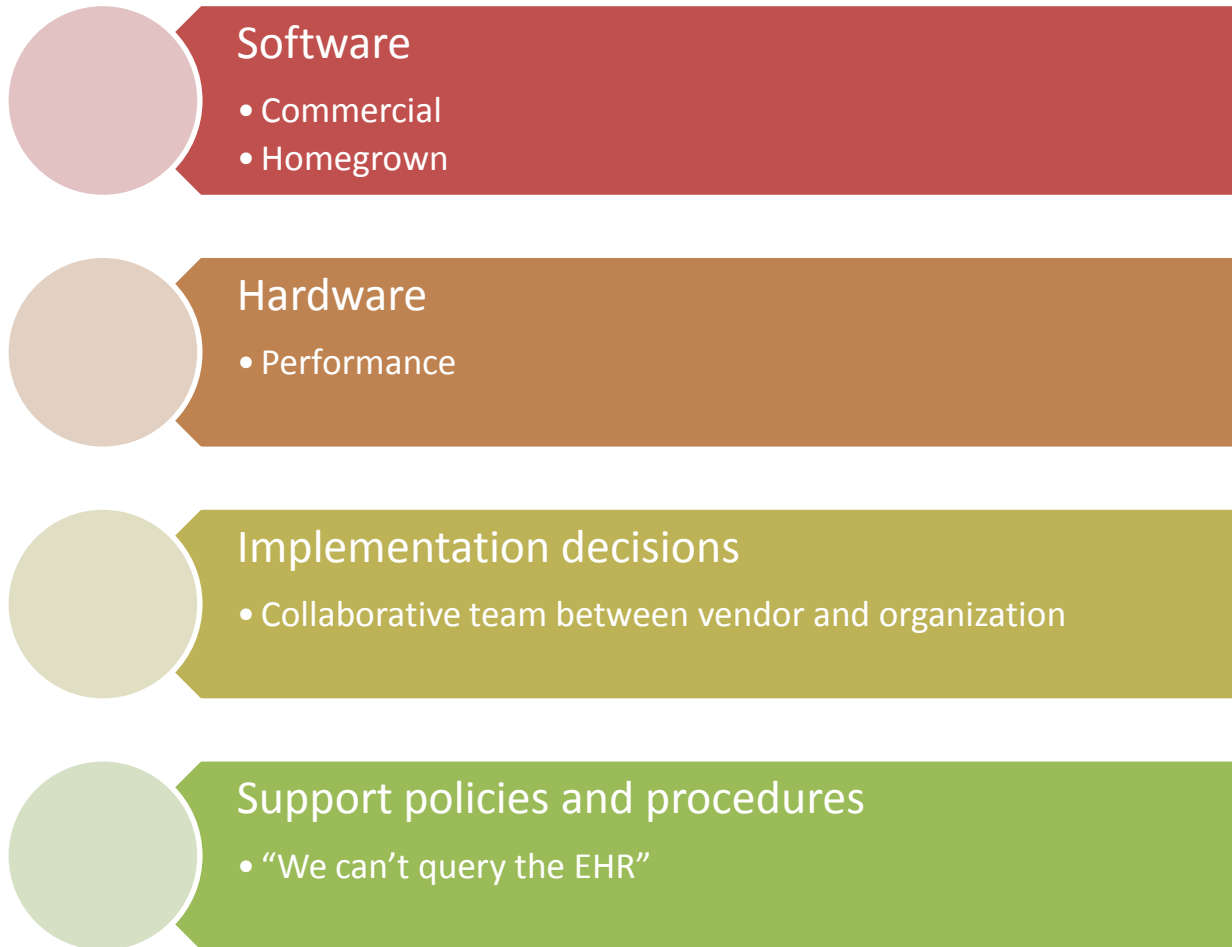 Software
• Commercial
• Homegrown
Hardware
• Performance
Implementation decisions
• Collaborative team between vendor and organization
Support policies and procedures
• “We can’t query the EHR”